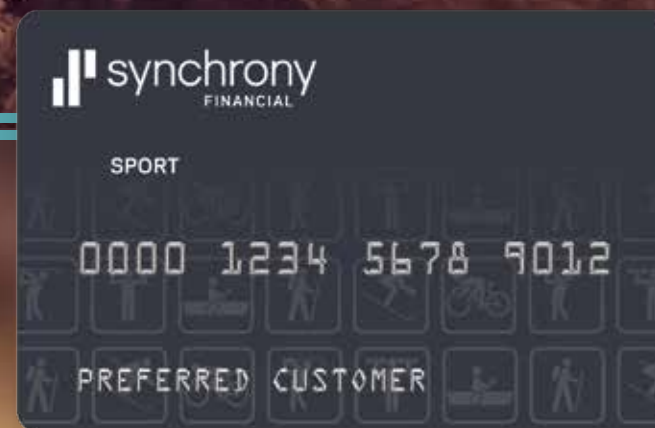 synchrony
FINANCIAL
SPORT
0000 1234 5678 9012
PREFERRED CUSTOMER